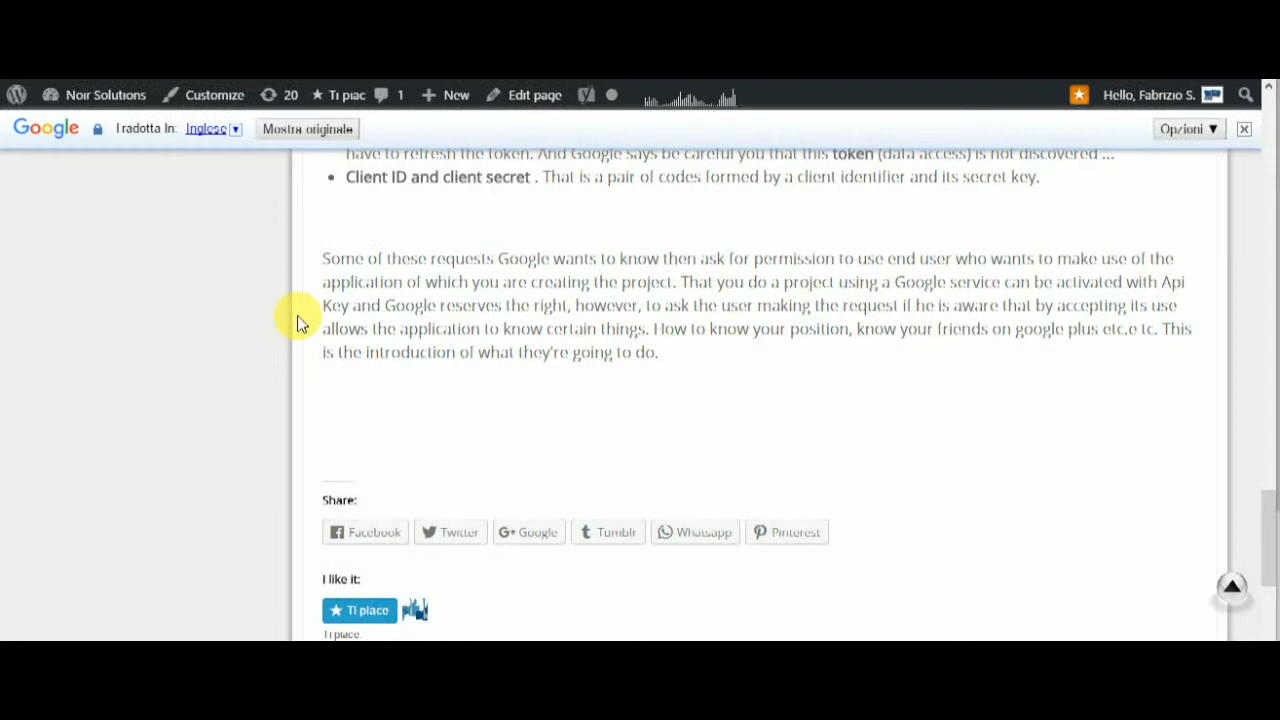 Noir Solutions Customize 20 Ti piac 1 New Edit page Hello, Fabrizio S.
Google Tradotta in: Inglese Mostra originale Opzioni ▼
have to refresh the token. And Google says be careful you that this token (data access) is not discovered ...
• Client ID and client secret . That is a pair of codes formed by a client identifier and its secret key.
Some of these requests Google wants to know then ask for permission to use end user who wants to make use of the
application of which you are creating the project. That you do a project using a Google service can be activated with Api
Key and Google reserves the right, however, to ask the user making the request if he is aware that by accepting its use
allows the application to know certain things. How to know your position, know your friends on google plus etc.e tc. This
is the introduction of what they're going to do.
Share:
Facebook Twitter G+ Google Tumblr Whatsapp Pinterest
I like it:
Ti piace
Ti piace.